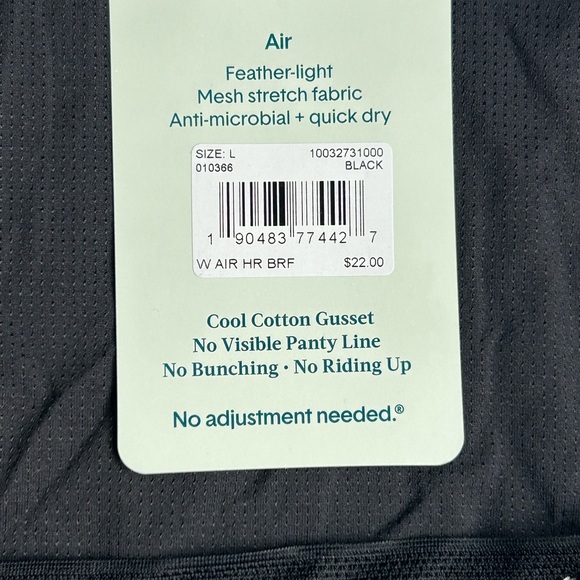 Air
Feather-light
Mesh stretch fabric
Anti-microbial + quick dry
SIZE: L 10032731000
010366 BLACK
1 90483 77442 7
W AIR HR BRF $22.00
Cool Cotton Gusset
No Visible Panty Line
No Bunching • No Riding Up
No adjustment needed.®